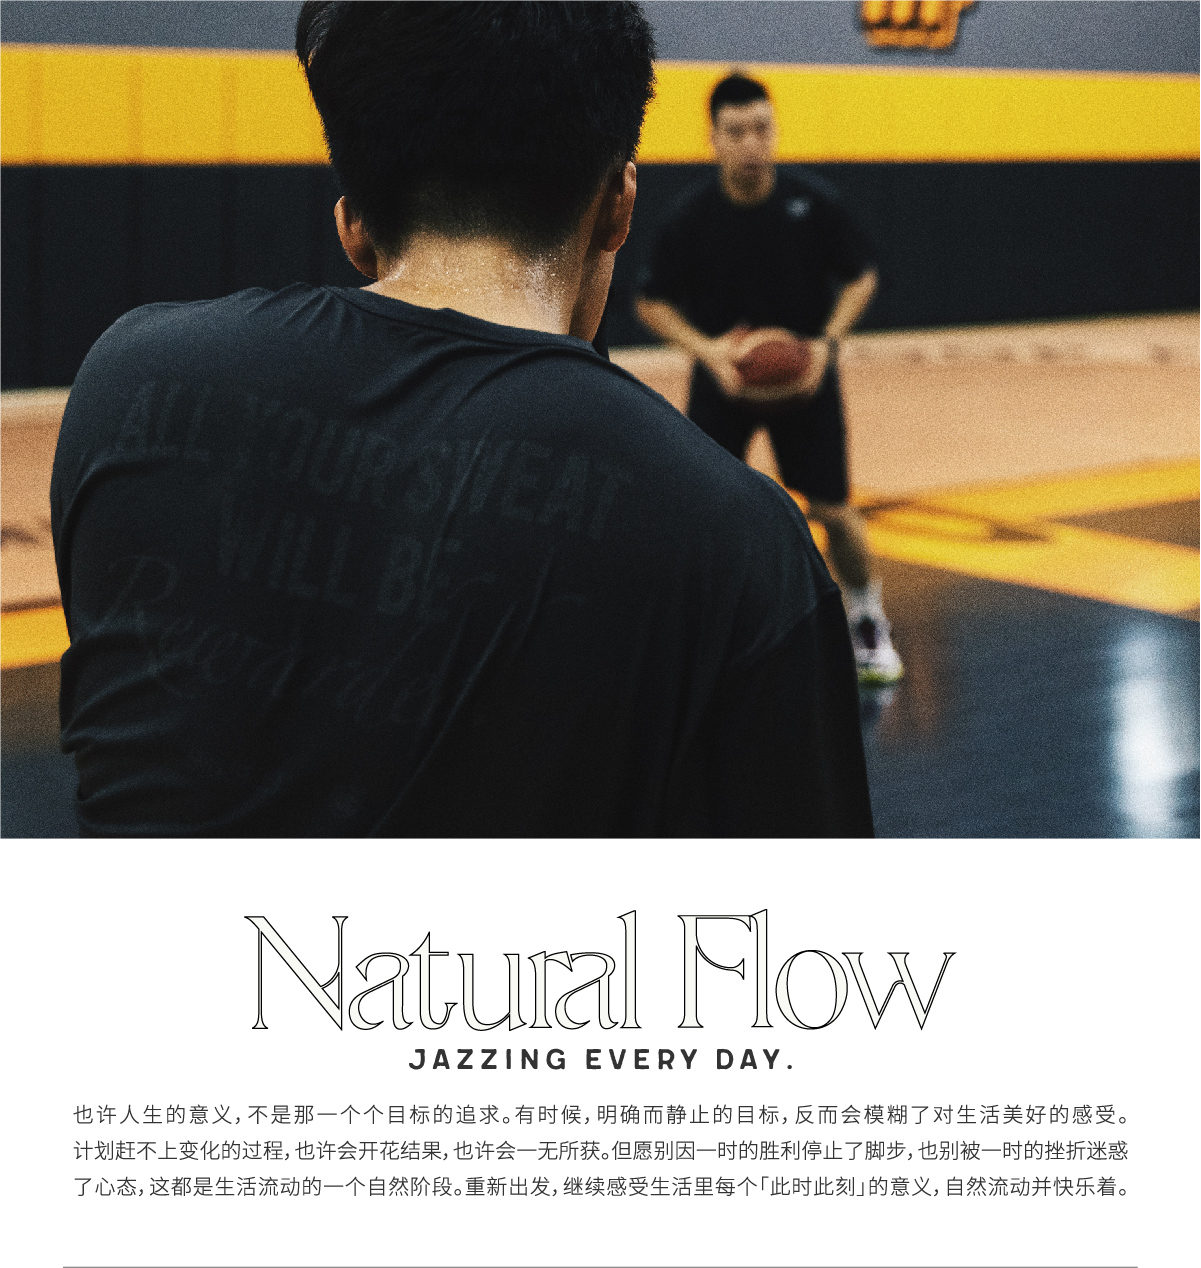 ALL YOUR SWEAT
WILL BE
Natural Flow
JAZZING EVERY DAY.
也许人生的意义，不是那一个个目标的追求。有时候，明确而静止的目标，反而会模糊了对生活美好的感受。
计划赶不上变化的过程，也许会开花结果，也许会一无所获。但愿别因一时的胜利停止了脚步，也别被一时的挫折迷惑
了心态，这都是生活流动的一个自然阶段。重新出发，继续感受生活里每个「此时此刻」的意义，自然流动并快乐着。